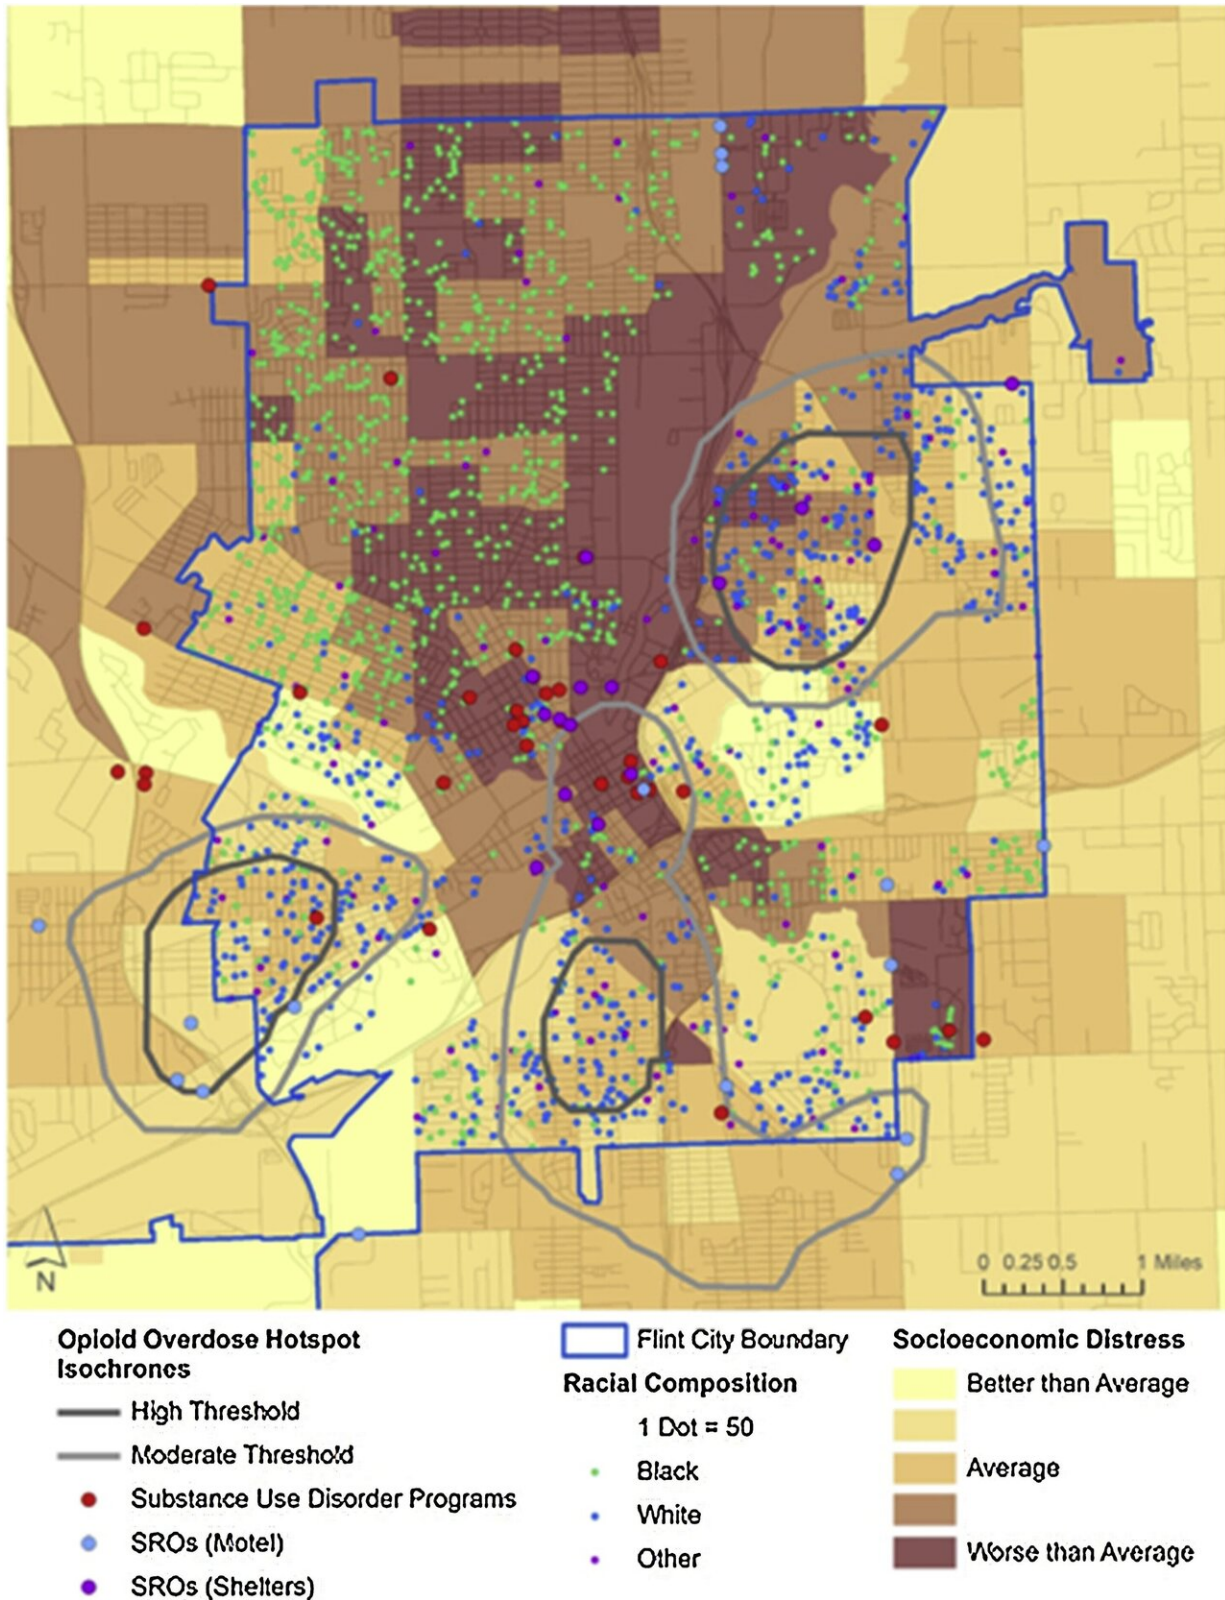 N
0 0.25 0.5 1 Miles
Opioid Overdose Hotspot
Isochrones
High Threshold
Moderate Threshold
Substance Use Disorder Programs
SROs (Motel)
SROs (Shelters)
Flint City Boundary
Racial Composition
1 Dot = 50
Black
White
Other
Socioeconomic Distress
Better than Average
Average
Worse than Average